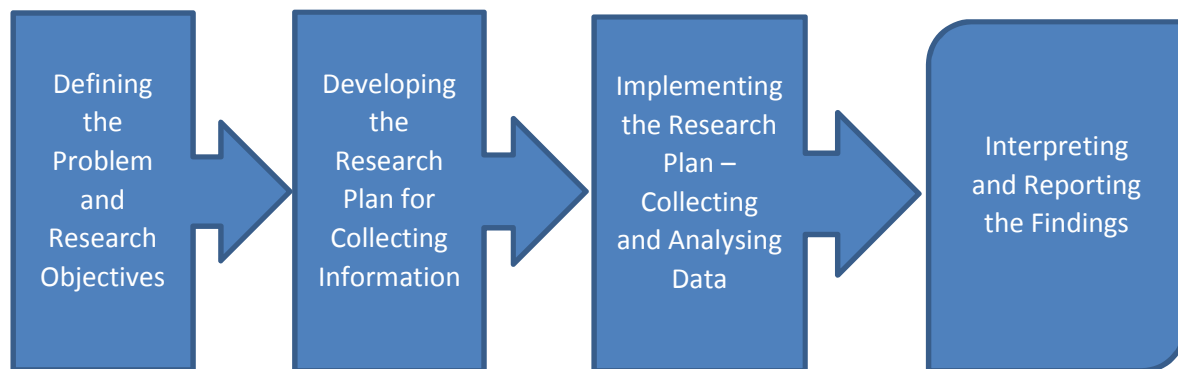 Defining
the
Problem
and
Research
Objectives
Developing
the
Research
Plan for
Collecting
Information
Implementing
the Research
Plan –
Collecting
and Analysing
Data
Interpreting
and Reporting
the Findings